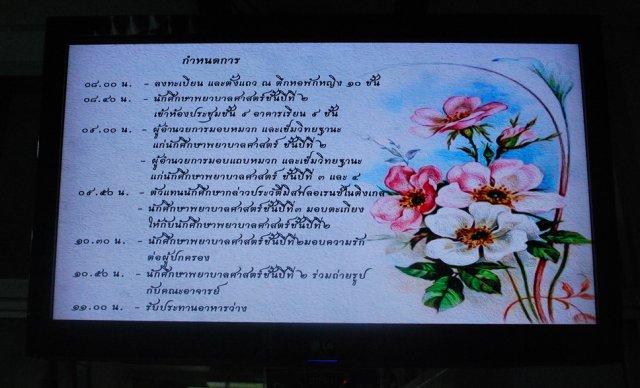 กำหนดการ
๐๘.๐๐ น. - ลงทะเบียน และตั้งแถว ณ ตึกหอพักหญิง ๑๐ ชั้น
๐๘.๔๐ น. - นักศึกษาพยาบาลศาสตร์ชั้นปีที่ ๒
เข้าห้องประชุมชั้น ๙ อาคารเรียน ๙ ชั้น
๐๙.๐๐ น. - ผู้อำนวยการมอบหมวก และเข็มวิทยฐานะ
แก่นักศึกษาพยาบาลศาสตร์ ชั้นปีที่ ๒
- ผู้อำนวยการมอบแถบหมวก และเข็มวิทยฐานะ
แก่นักศึกษาพยาบาลศาสตร์ ชั้นปีที่ ๓ และ ๔
๐๙.๕๐ น. - ตัวแทนนักศึกษากล่าวประวัติมิสฟลอเรนซ์ไนติงเกล
- นักศึกษาพยาบาลศาสตร์ชั้นปีที่๓ มอบตะเกียง
ให้กับนักศึกษาพยาบาลศาสตร์ชั้นปีที่๒
๑๐.๓๐ น. - นักศึกษาพยาบาลศาสตร์ชั้นปีที่๒มอบความรัก
ต่อผู้ปกครอง
๑๐.๕๐ น. - นักศึกษาพยาบาลศาสตร์ชั้นปีที่ ๒ ร่วมถ่ายรูป
กับคณะอาจารย์
๑๑.๐๐ น. - รับประทานอาหารว่าง
LG